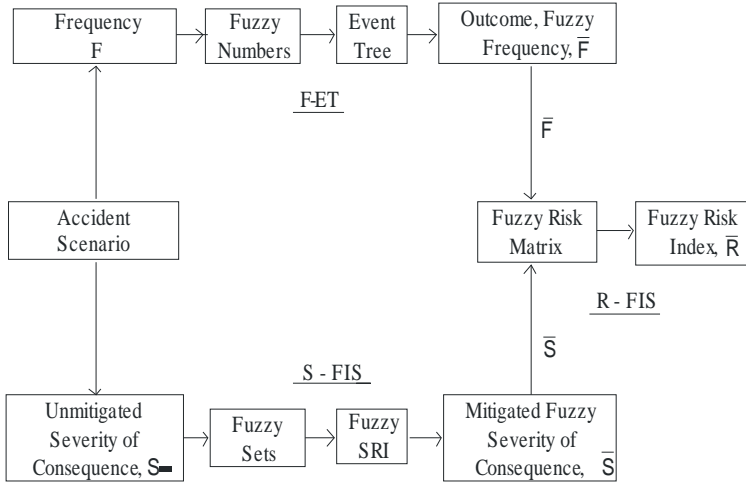 Frequency
F
Fuzzy
Numbers
Event
Tree
Outcome, Fuzzy
Frequency, F̅
F-ET
F̅
Accident
Scenario
Fuzzy Risk
Matrix
Fuzzy Risk
Index, R̅
R - FIS
S̅
S - FIS
Unmitigated
Severity of
Consequence, S
Fuzzy
Sets
Fuzzy
SRI
Mitigated Fuzzy
Severity of
Consequence, S̅